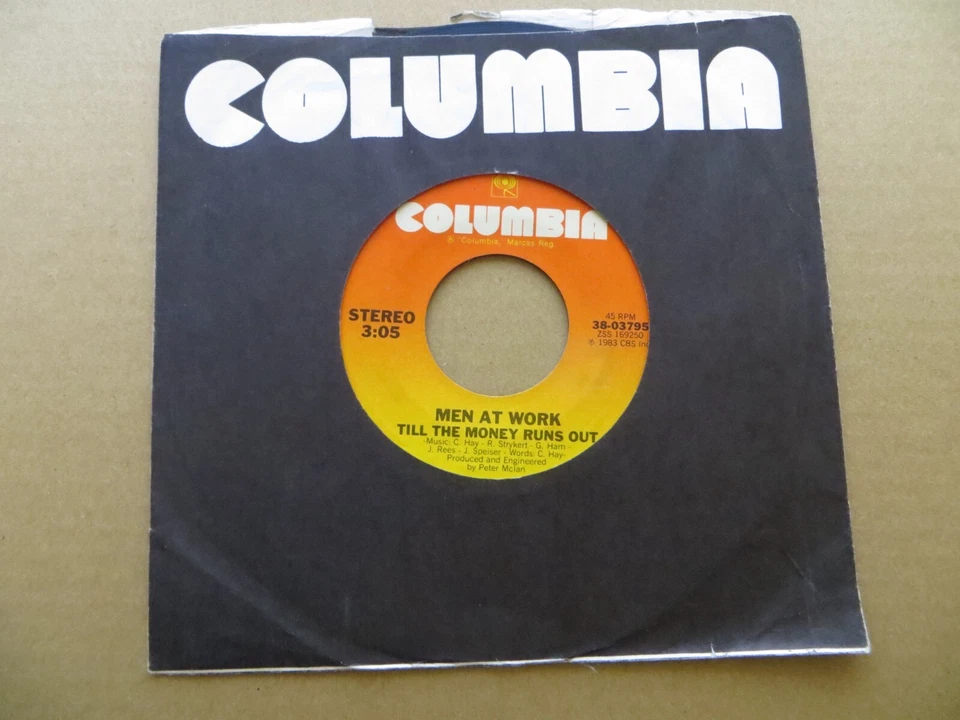 COLUMBIA
COLUMBIA
® "Columbia," Marcas Reg.
STEREO
3:05
45 RPM
38-03795
ZSS 169250
℗ 1983 CBS Inc
MEN AT WORK
TILL THE MONEY RUNS OUT
-Music: C. Hay - R. Strykert - G. Ham -
J. Rees - J. Speiser - Words: C. Hay-
Produced and Engineered
by Peter McIan